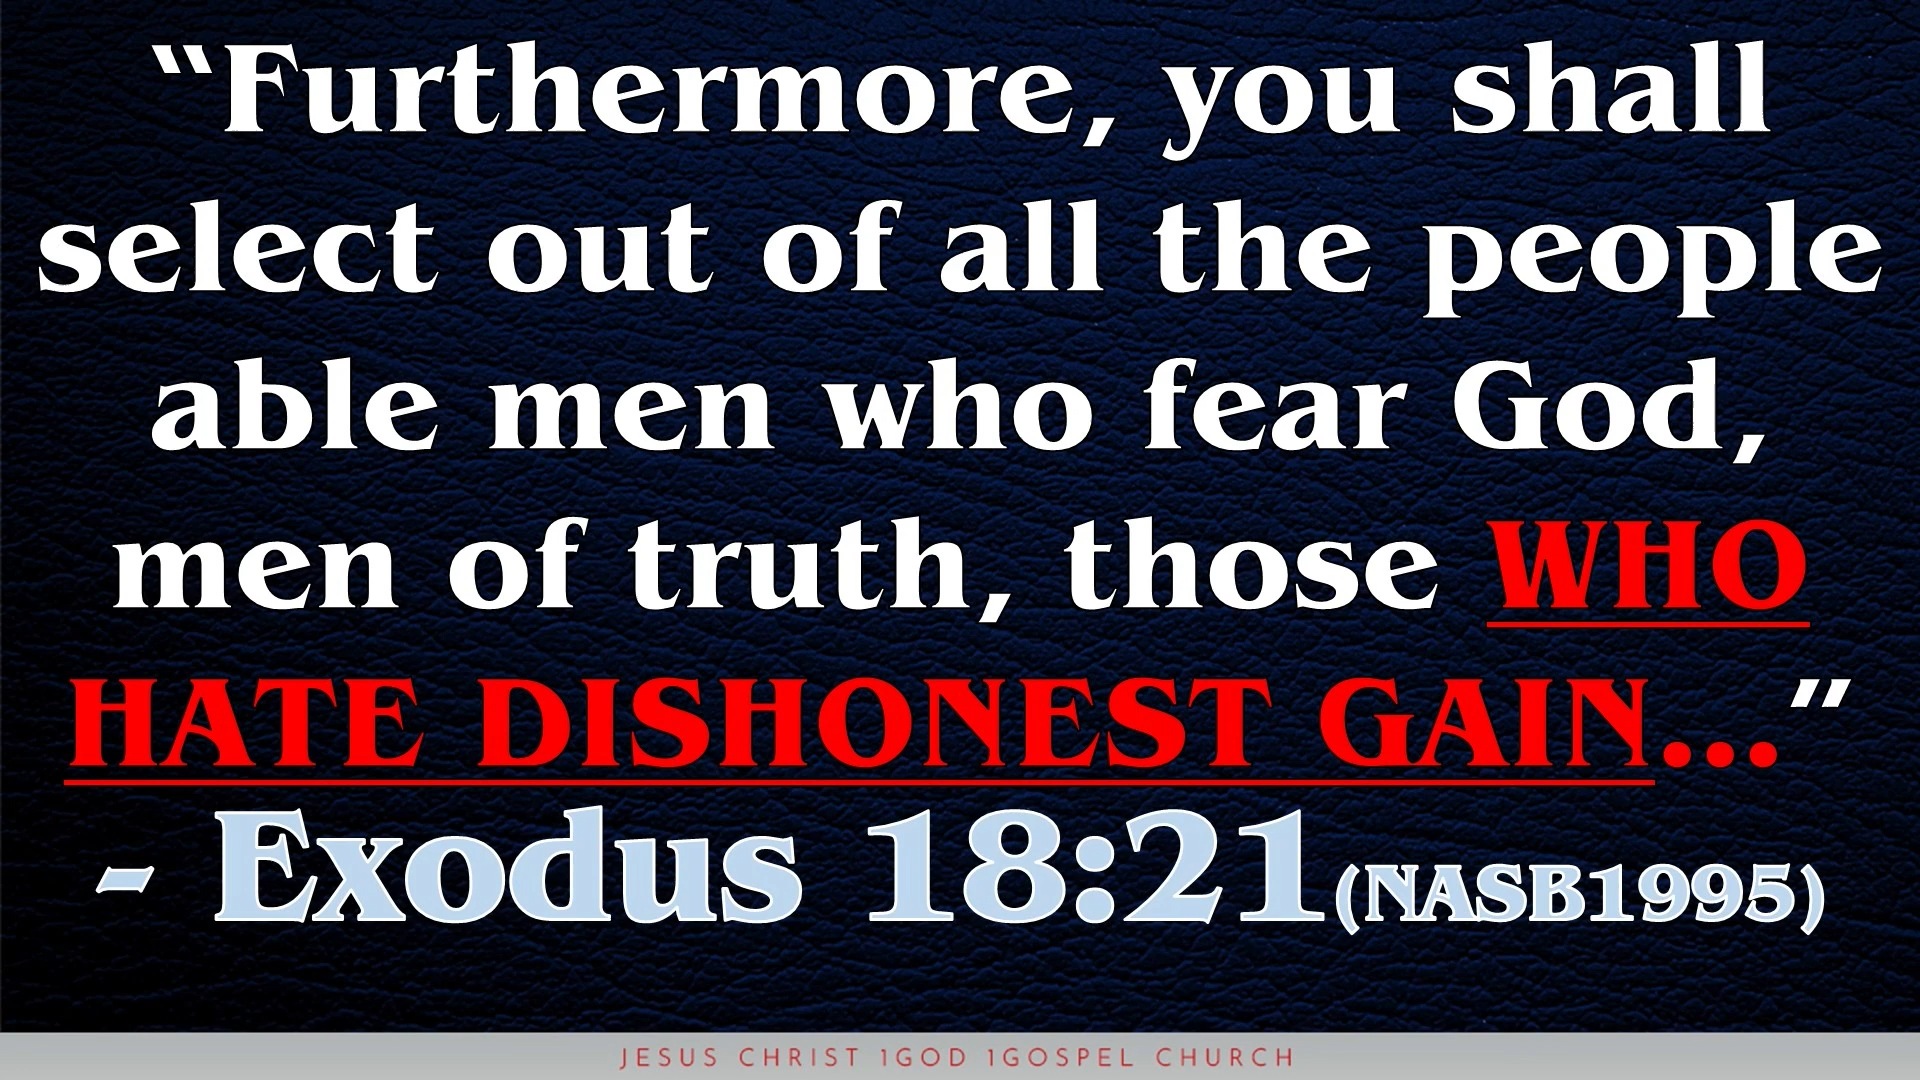 “Furthermore, you shall
select out of all the people
able men who fear God,
men of truth, those WHO
HATE DISHONEST GAIN...”
- Exodus 18:21(NASB1995)
JESUS CHRIST 1GOD 1GOSPEL CHURCH